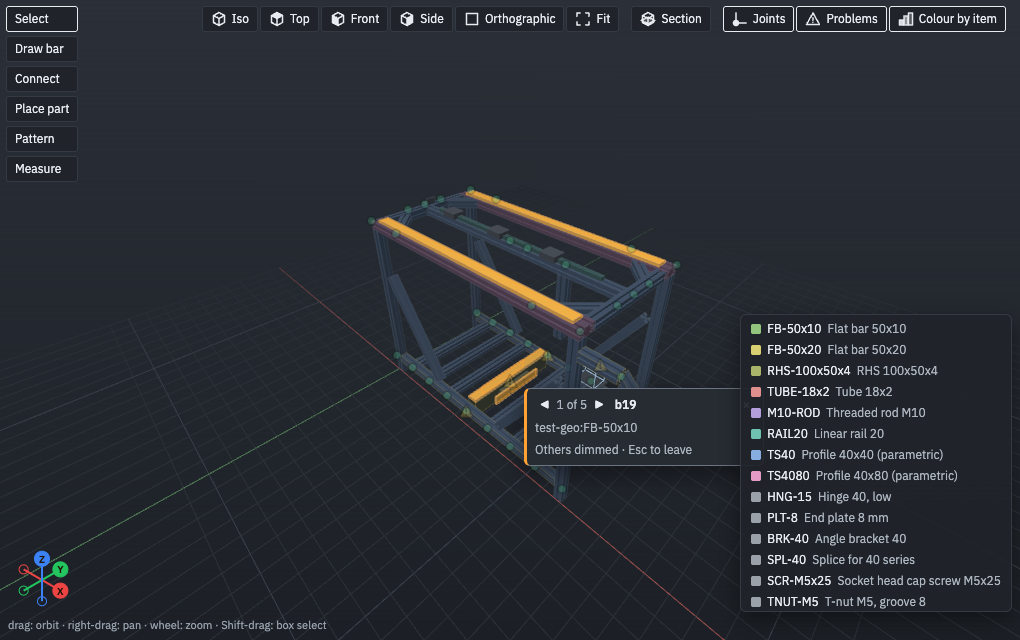 Select
Iso
Top
Front
Side
Orthographic
Fit
Section
Joints
Problems
Colour by item
Draw bar
Connect
Place part
Pattern
Measure
◀ 1 of 5 ▶ b19
test-geo:FB-50x10
Others dimmed · Esc to leave
FB-50x10 Flat bar 50x10
FB-50x20 Flat bar 50x20
RHS-100x50x4 RHS 100x50x4
TUBE-18x2 Tube 18x2
M10-ROD Threaded rod M10
RAIL20 Linear rail 20
TS40 Profile 40x40 (parametric)
TS4080 Profile 40x80 (parametric)
HNG-15 Hinge 40, low
PLT-8 End plate 8 mm
BRK-40 Angle bracket 40
SPL-40 Splice for 40 series
SCR-M5x25 Socket head cap screw M5x25
TNUT-M5 T-nut M5, groove 8
Z
Y
X
drag: orbit · right-drag: pan · wheel: zoom · Shift-drag: box select